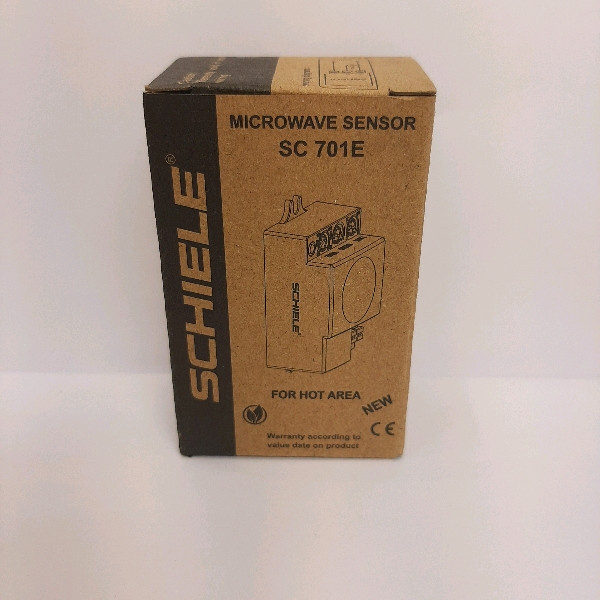 MICROWAVE SENSOR
SC 701E
SCHIELE®
SCHIELE®
FOR HOT AREA
NEW
CE
Warranty according to
value date on product